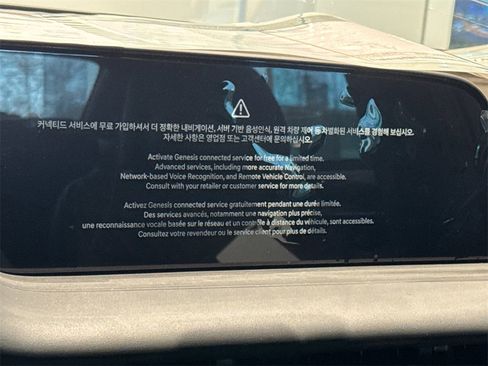 커넥티드 서비스에 무료 가입하셔서 더 정확한 내비게이션, 서버 기반 음성인식, 원격 차량 제어 등 차별화된 서비스를 경험해 보십시오.
자세한 사항은 영업점 또는 고객센터에 문의하십시오.
Activate Genesis connected service for free for a limited time.
Advanced services, including more accurate Navigation,
Network-based Voice Recognition, and Remote Vehicle Control, are accessible.
Consult with your retailer or customer service for more details.
Activez Genesis connected service gratuitement pendant une durée limitée.
Des services avancés, notamment une navigation plus précise,
une reconnaissance vocale basée sur le réseau et un contrôle à distance du véhicule, sont accessibles.
Consultez votre revendeur ou le service client pour plus de détails.